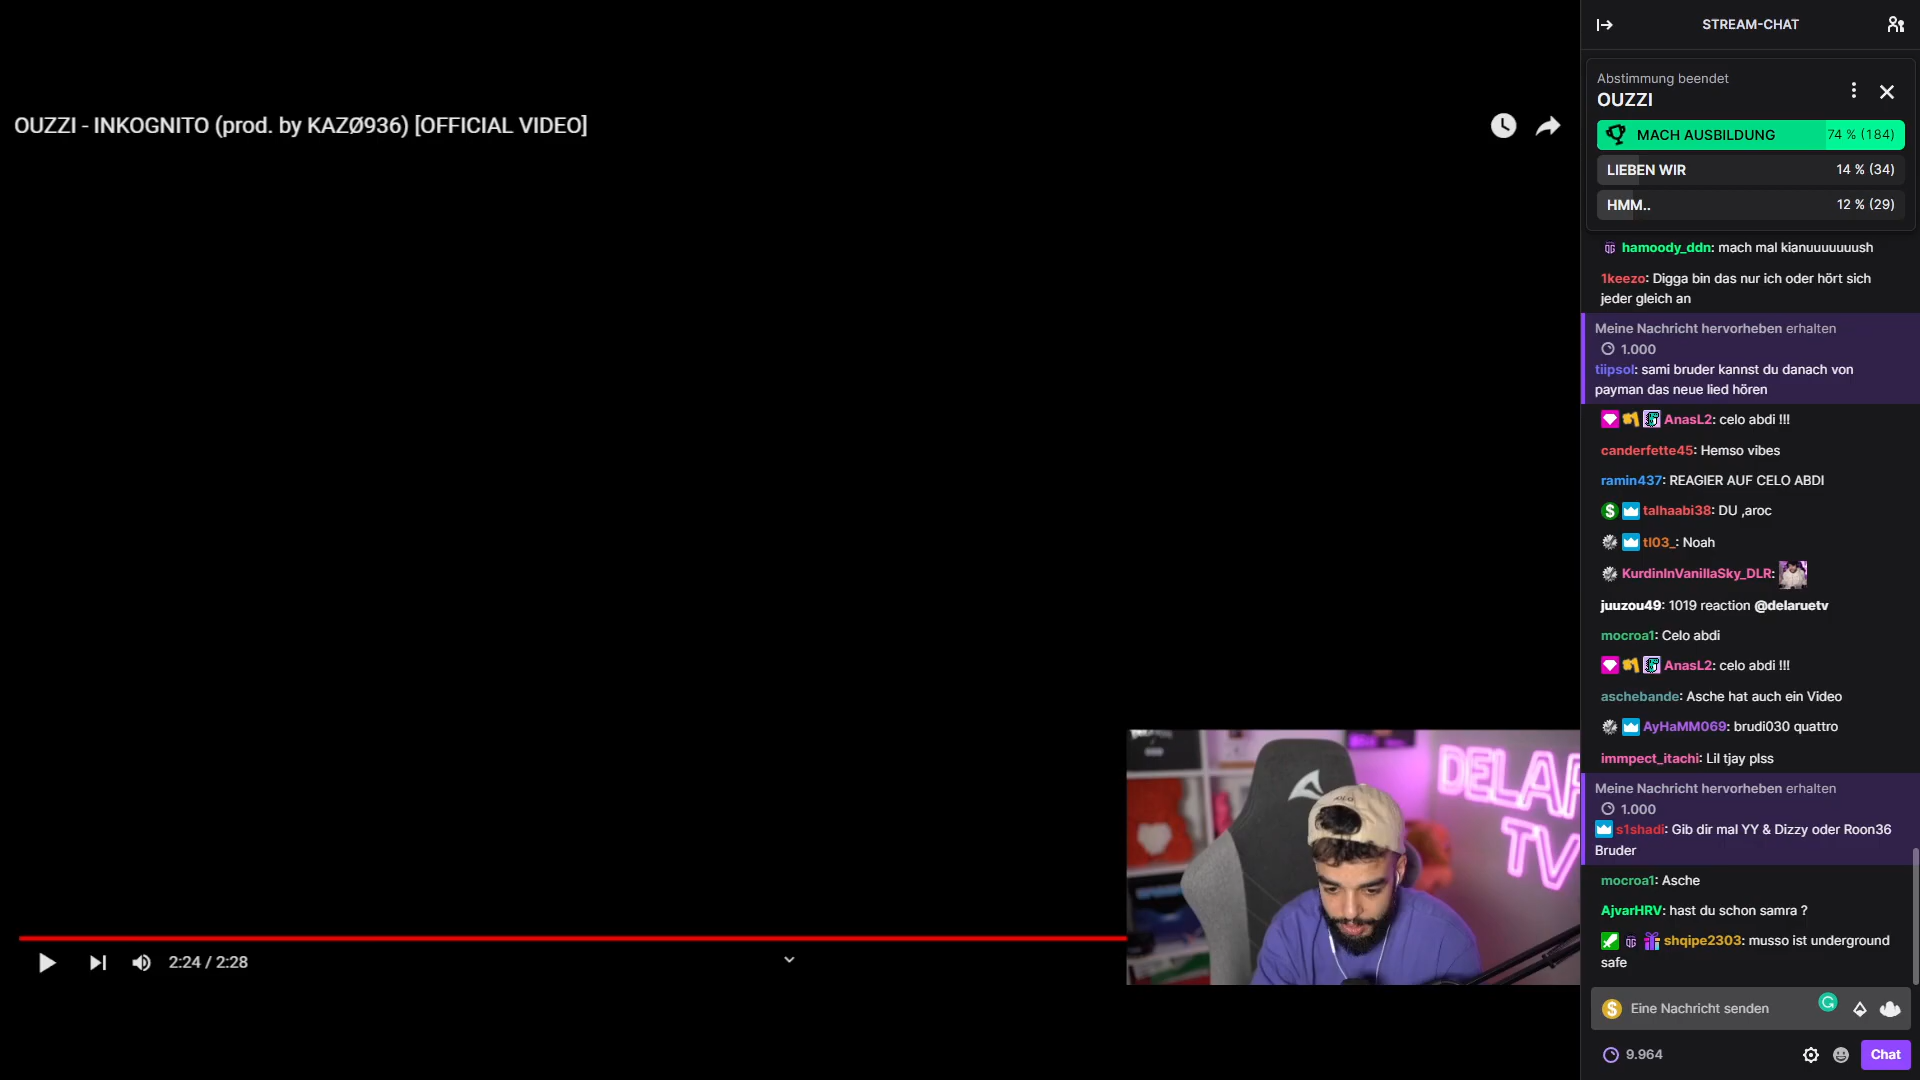 STREAM-CHAT
Abstimmung beendet
OUZZI
MACH AUSBILDUNG 74 % (184)
LIEBEN WIR 14 % (34)
HMM.. 12 % (29)
OUZZI - INKOGNITO (prod. by KAZØ936) [OFFICIAL VIDEO]
hamoody_ddn: mach mal kianuuuuuuush
1keezo: Digga bin das nur ich oder hört sich
jeder gleich an
Meine Nachricht hervorheben erhalten
1.000
tiipsol: sami bruder kannst du danach von
payman das neue lied hören
AnasL2: celo abdi !!!
canderfette45: Hemso vibes
ramin437: REAGIER AUF CELO ABDI
talhaabi38: DU ,aroc
tl03_: Noah
KurdinInVanillaSky_DLR:
juuzou49: 1019 reaction @delaruetv
mocroa1: Celo abdi
AnasL2: celo abdi !!!
aschebande: Asche hat auch ein Video
AyHaMM069: brudi030 quattro
immpect_itachi: Lil tjay plss
Meine Nachricht hervorheben erhalten
1.000
s1shadi: Gib dir mal YY & Dizzy oder Roon36
Bruder
mocroa1: Asche
AjvarHRV: hast du schon samra ?
shqipe2303: musso ist underground
safe
Eine Nachricht senden
9.964
Chat
2:24 / 2:28
DELAR
TV